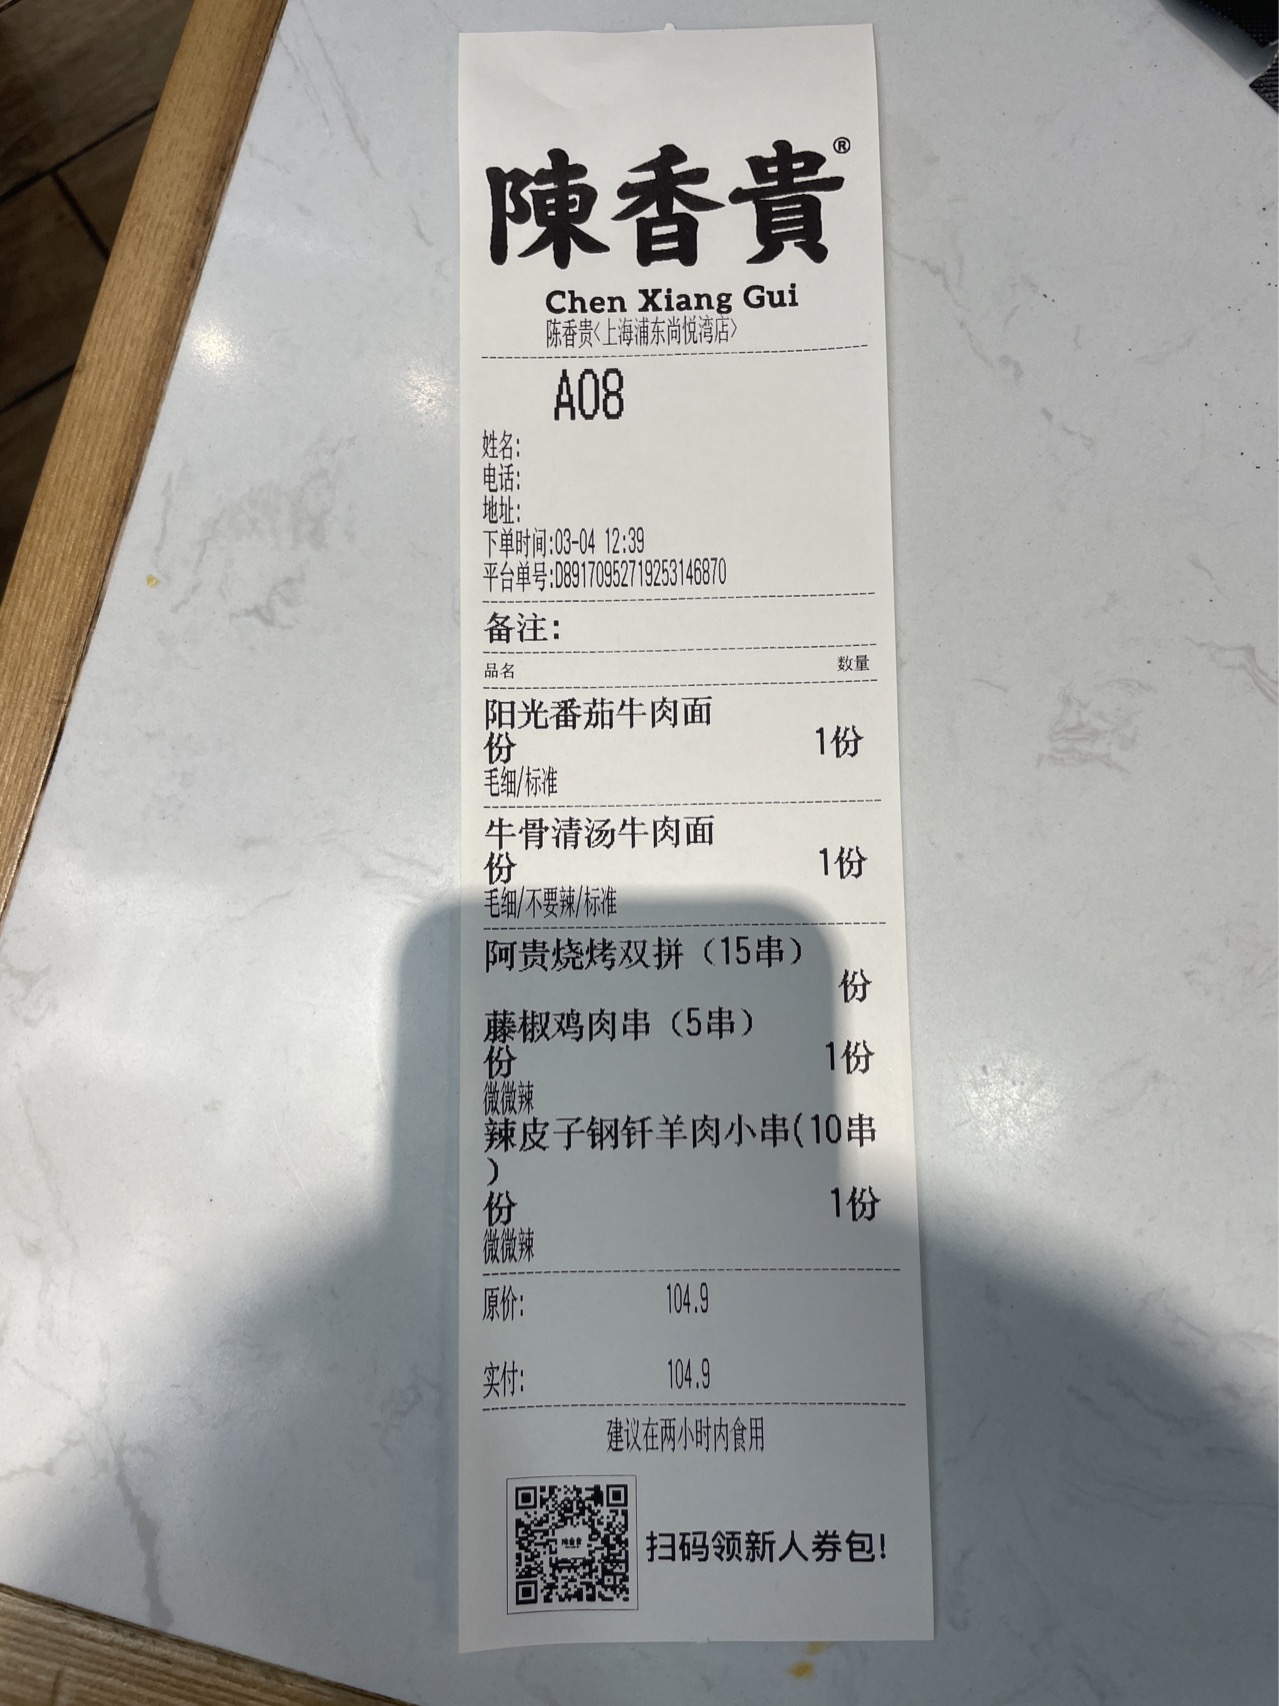 陳香貴®
Chen Xiang Gui
陈香贵<上海浦东尚悦湾店>
A08
姓名:
电话:
地址:
下单时间:03-04 12:39
平台单号:D89170952719253146870
备注:
品名 数量
阳光番茄牛肉面
份 1份
毛细/标准
牛骨清汤牛肉面
份 1份
毛细/不要辣/标准
阿贵烧烤双拼（15串）
份
藤椒鸡肉串（5串）
份 1份
微微辣
辣皮子钢钎羊肉小串(10串
)
份 1份
微微辣
原价: 104.9
实付: 104.9
建议在两小时内食用
扫码领新人券包!